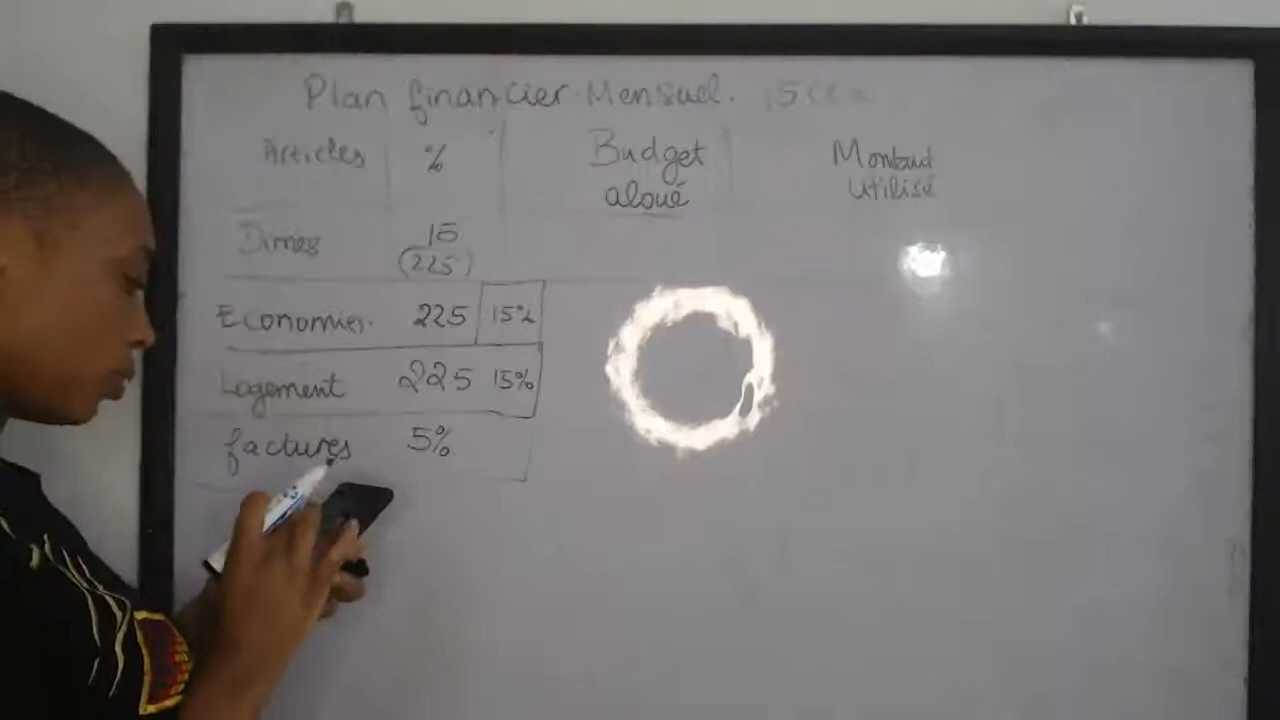 Plan financier Mensuel.
Articles % Budget aloué Montant Utilisé
Dimes 15 (225)
Economies. 225 15%
Logement 225 15%
factures 5%